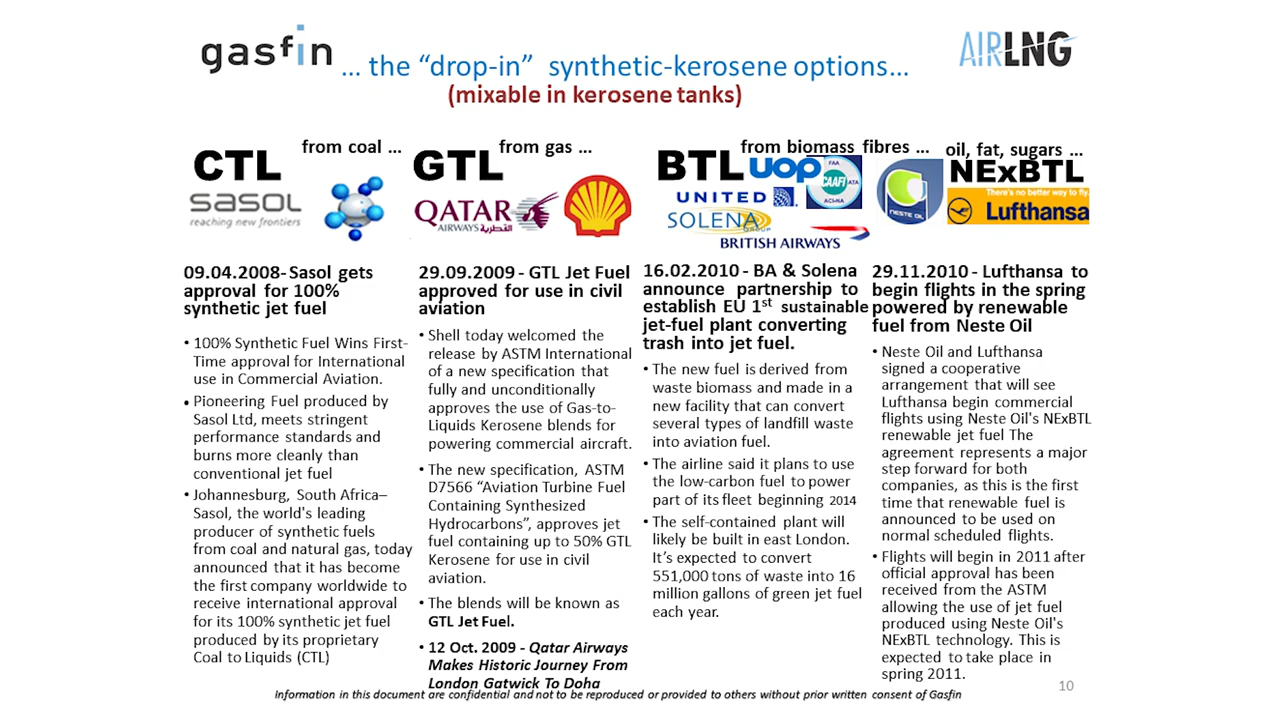 gasfin
AIRLNG
… the “drop-in” synthetic-kerosene options…
(mixable in kerosene tanks)
CTL
from coal …
SASOL
reaching new frontiers
09.04.2008- Sasol gets
approval for 100%
synthetic jet fuel
• 100% Synthetic Fuel Wins First-
Time approval for International
use in Commercial Aviation.
• Pioneering Fuel produced by
Sasol Ltd, meets stringent
performance standards and
burns more cleanly than
conventional jet fuel
• Johannesburg, South Africa–
Sasol, the world's leading
producer of synthetic fuels
from coal and natural gas, today
announced that it has become
the first company worldwide to
receive international approval
for its 100% synthetic jet fuel
produced by its proprietary
Coal to Liquids (CTL)
GTL
from gas …
QATAR
AIRWAYS القطرية
29.09.2009 - GTL Jet Fuel
approved for use in civil
aviation
• Shell today welcomed the
release by ASTM International
of a new specification that
fully and unconditionally
approves the use of Gas-to-
Liquids Kerosene blends for
powering commercial aircraft.
• The new specification, ASTM
D7566 “Aviation Turbine Fuel
Containing Synthesized
Hydrocarbons”, approves jet
fuel containing up to 50% GTL
Kerosene for use in civil
aviation.
• The blends will be known as
GTL Jet Fuel.
• 12 Oct. 2009 - Qatar Airways
Makes Historic Journey From
London Gatwick To Doha
BTL
from biomass fibres …
uop
FAA
CAAFI
ATA
ACI-NA
UNITED
SOLENA
GROUP
BRITISH AIRWAYS
16.02.2010 - BA & Solena
announce partnership to
establish EU 1st sustainable
jet-fuel plant converting
trash into jet fuel.
• The new fuel is derived from
waste biomass and made in a
new facility that can convert
several types of landfill waste
into aviation fuel.
• The airline said it plans to use
the low-carbon fuel to power
part of its fleet beginning 2014
• The self-contained plant will
likely be built in east London.
It’s expected to convert
551,000 tons of waste into 16
million gallons of green jet fuel
each year.
oil, fat, sugars …
NExBTL
NESTE OIL
There's no better way to fly.
Lufthansa
29.11.2010 - Lufthansa to
begin flights in the spring
powered by renewable
fuel from Neste Oil
• Neste Oil and Lufthansa
signed a cooperative
arrangement that will see
Lufthansa begin commercial
flights using Neste Oil's NExBTL
renewable jet fuel The
agreement represents a major
step forward for both
companies, as this is the first
time that renewable fuel is
announced to be used on
normal scheduled flights.
• Flights will begin in 2011 after
official approval has been
received from the ASTM
allowing the use of jet fuel
produced using Neste Oil's
NExBTL technology. This is
expected to take place in
spring 2011.
Information in this document are confidential and not to be reproduced or provided to others without prior written consent of Gasfin
10